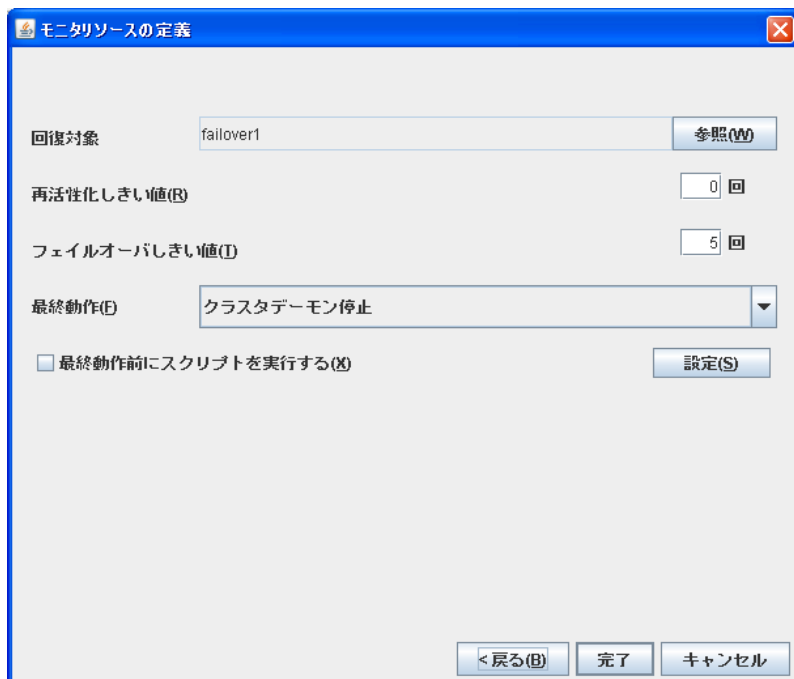 モニタリソースの定義
回復対象 failover1 参照(W)
再活性化しきい値(R) 0 回
フェイルオーバしきい値(T) 5 回
最終動作(F) クラスタデーモン停止
最終動作前にスクリプトを実行する(X) 設定(S)
<戻る(B) 完了 キャンセル